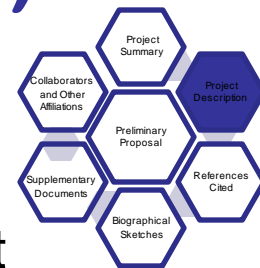 Project
Summary
Collaborators
and Other
Affiliations
Project
Description
Preliminary
Proposal
Supplementary
Documents
References
Cited
Biographical
Sketches
t